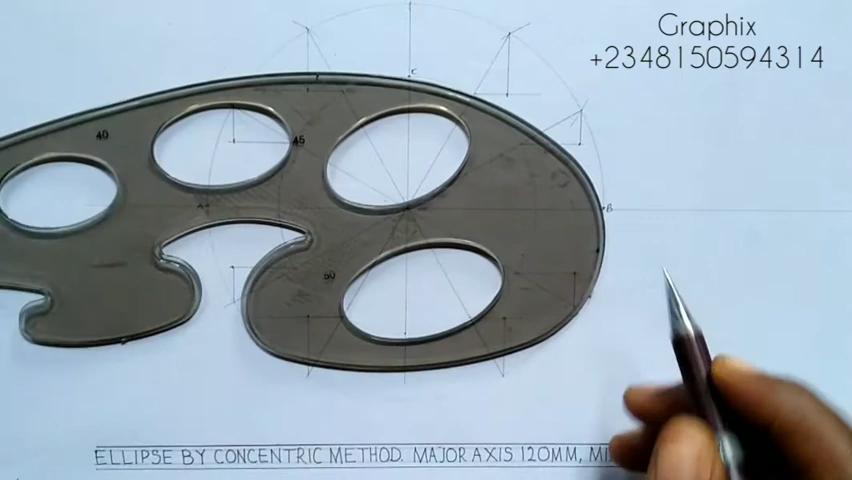 Graphix
+2348150594314
C
40
45
B
50
ELLIPSE BY CONCENTRIC METHOD. MAJOR AXIS 120MM, MI